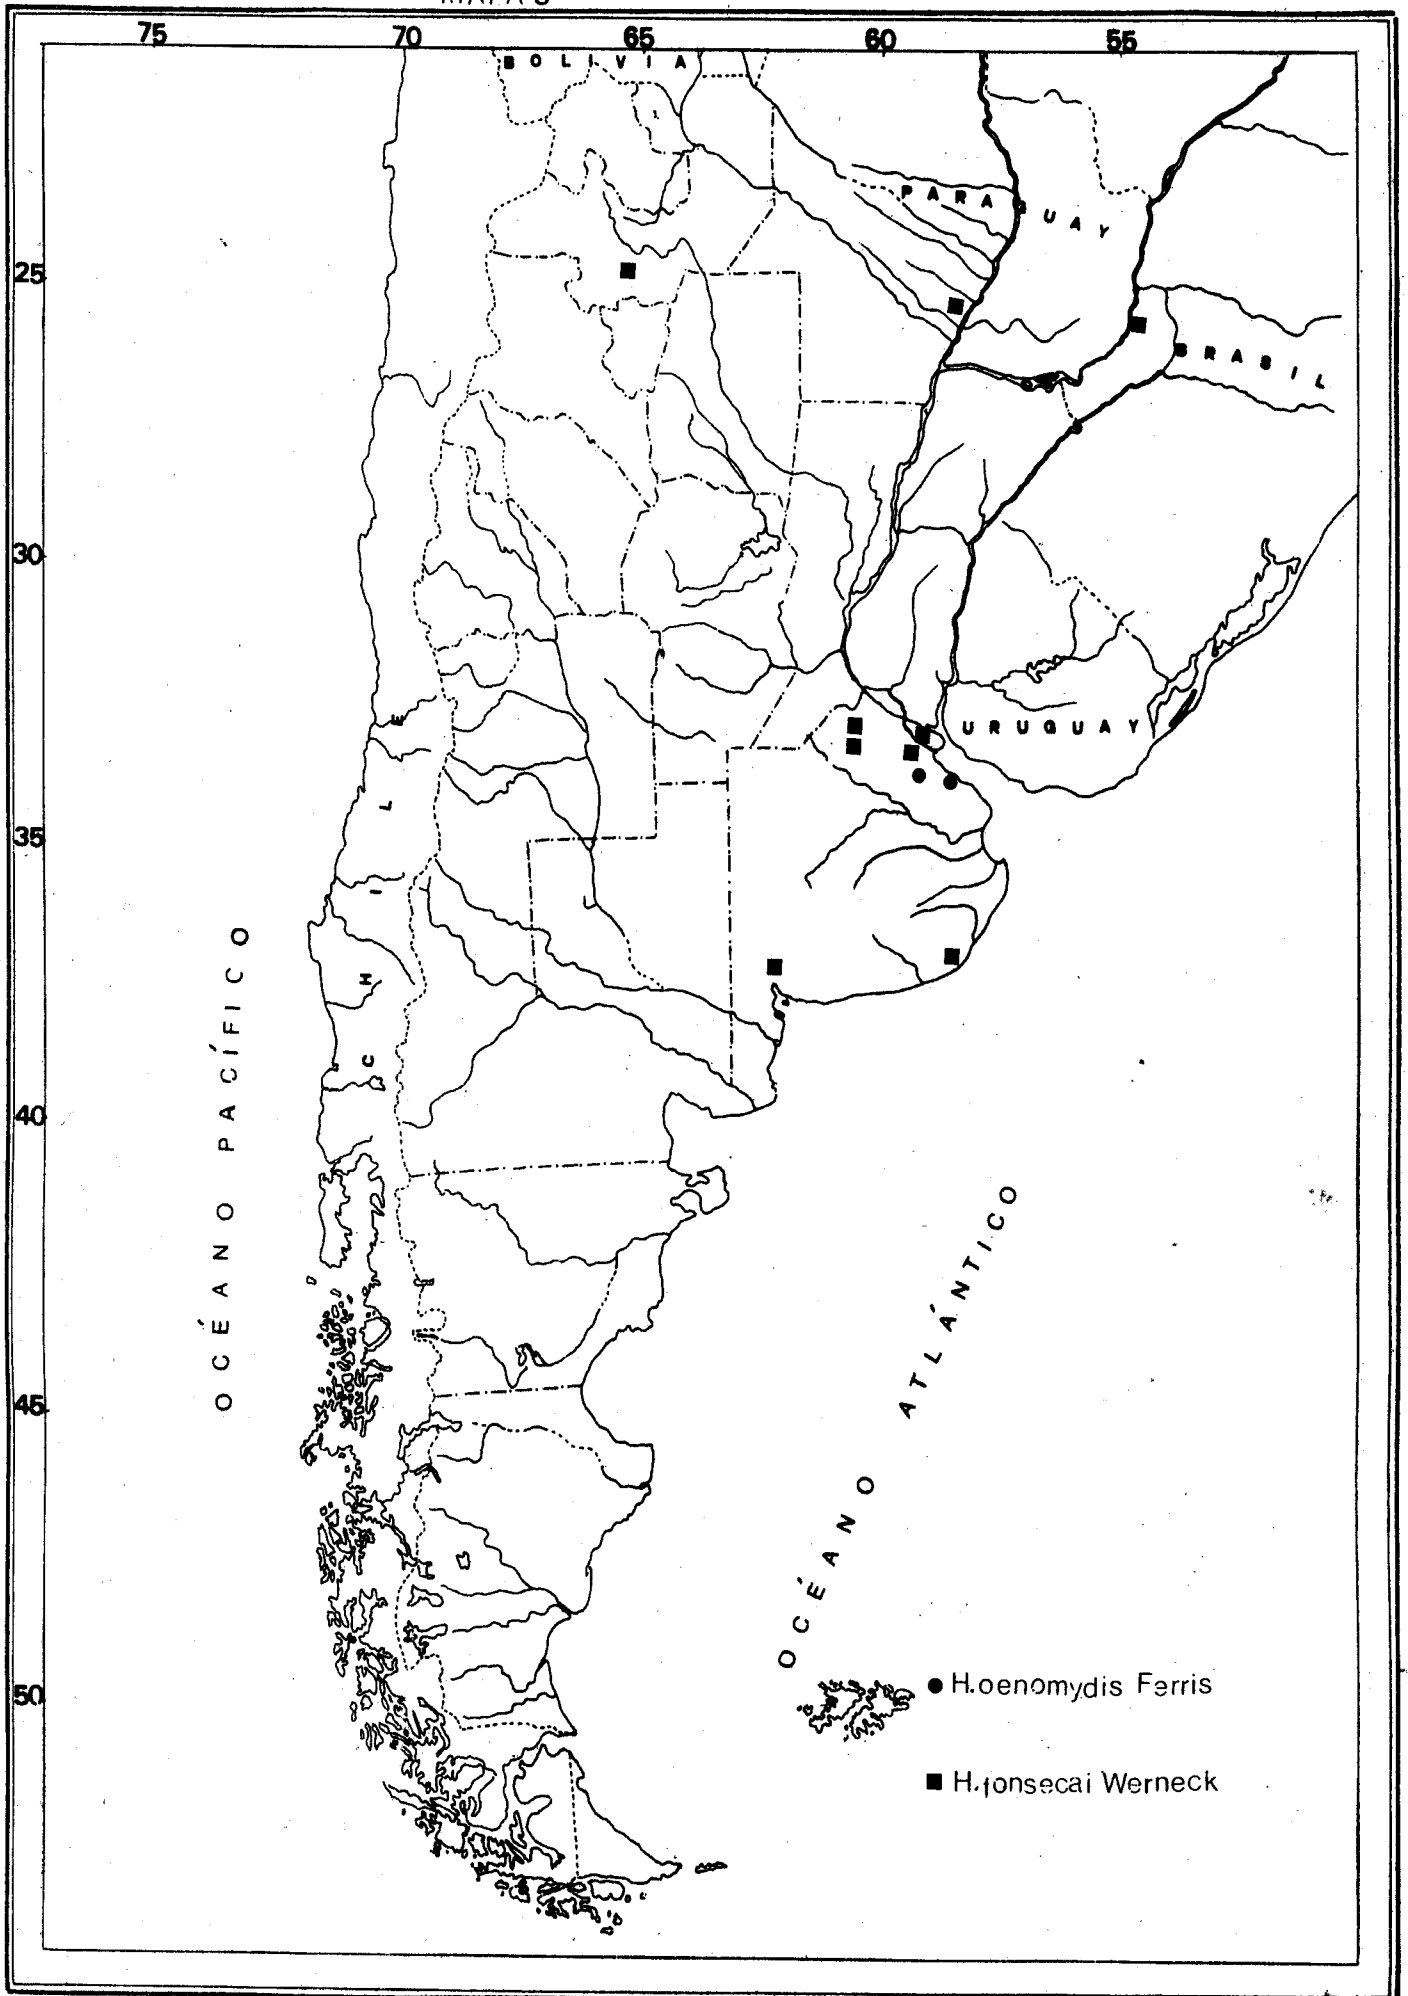 75 70 65 60 55
BOLIVIA
PARAGUAY
25
BRASIL
30
URUGUAY
CHILE
35
OCÉANO PACÍFICO
40
OCÉANO ATLÁNTICO
45
50
H.oenomydis Ferris
H.fonsecai Werneck